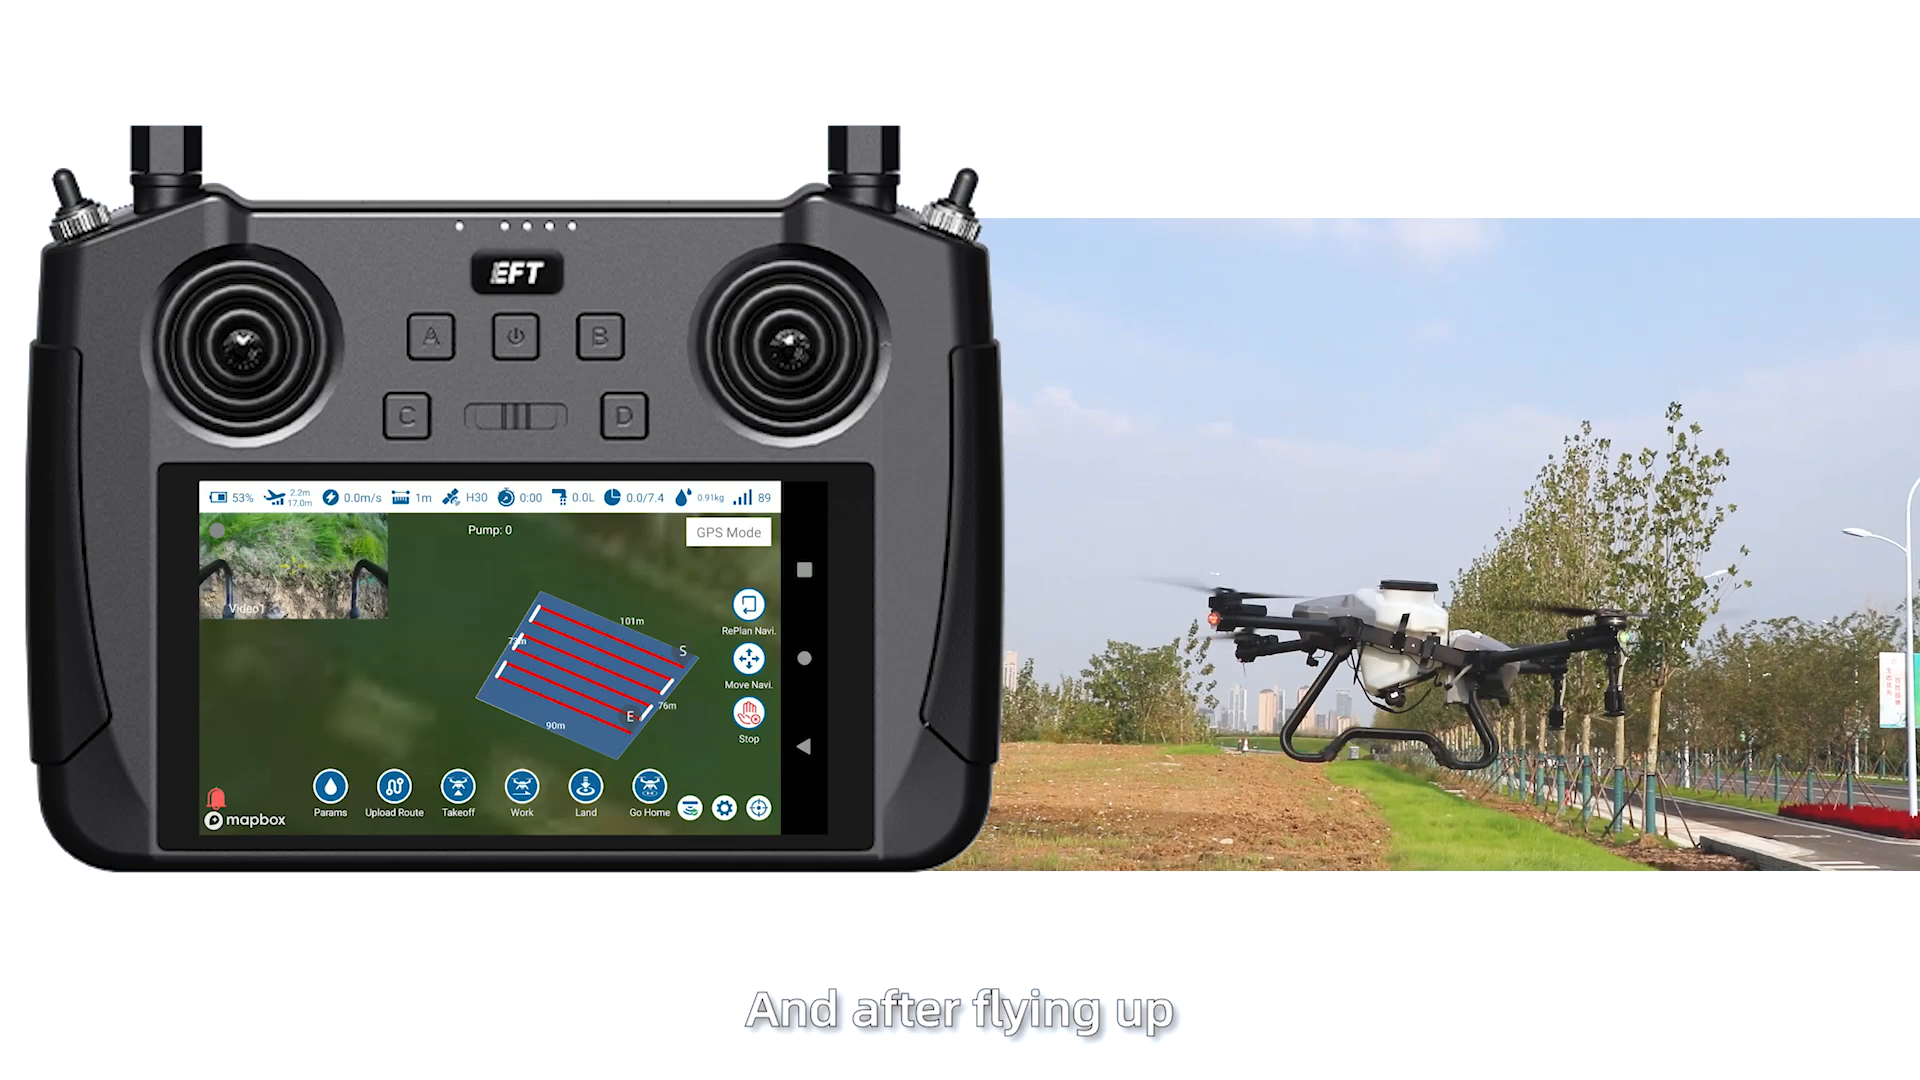 EFT
A
B
C
D
53%
2.2m
17.0m
0.0m/s
1m
H30
0:00
0.0L
0.0/7.4
0.91kg
89
Pump: 0
GPS Mode
Video1
101m
S
73m
76m
E
90m
RePlan Navi.
Move Navi.
Stop
Params
Upload Route
Takeoff
Work
Land
Go Home
mapbox
And after flying up